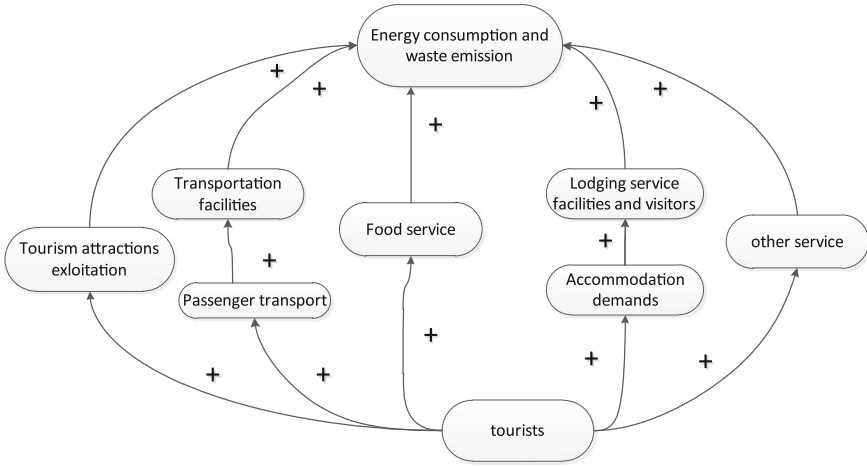 Energy consumption and
waste emission
+
+
+
+
+
Transportation
facilities
Lodging service
facilities and visitors
Food service
Tourism attractions
exloitation
other service
+
+
Passenger transport
Accommodation
demands
+
+
+
+
+
tourists